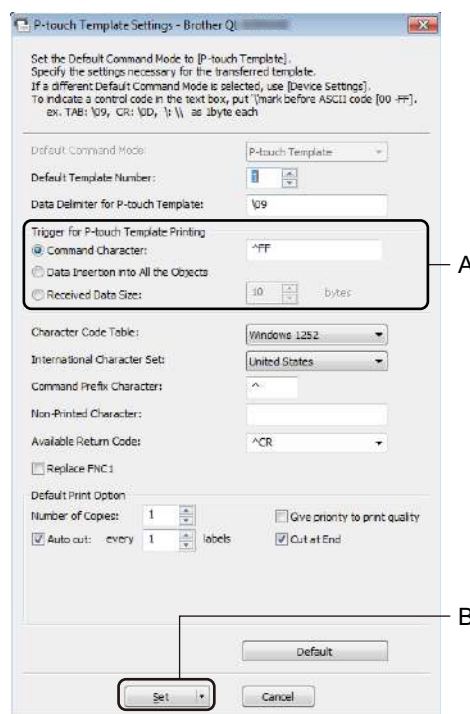 P-touch Template Settings - Brother QL
Set the Default Command Mode to [P-touch Template].
Specify the settings necessary for the transferred template.
If a different Default Command Mode is selected, use [Device Settings].
To indicate a control code in the text box, put "\"mark before ASCII code [00 -FF].
ex. TAB: \09, CR: \0D, \: \\ as 1byte each
Default Command Mode: P-touch Template
Default Template Number: 1
Data Delimiter for P-touch Template: \09
Trigger for P-touch Template Printing
Command Character: ^FF
A
Data Insertion into All the Objects
Received Data Size: 10 bytes
Character Code Table: Windows 1252
International Character Set: United States
Command Prefix Character: ^
Non-Printed Character:
Available Return Code: ^CR
Replace FNC1
Default Print Option
Number of Copies: 1 Give priority to print quality
Auto cut: every 1 labels Cut at End
B
Default
Set Cancel